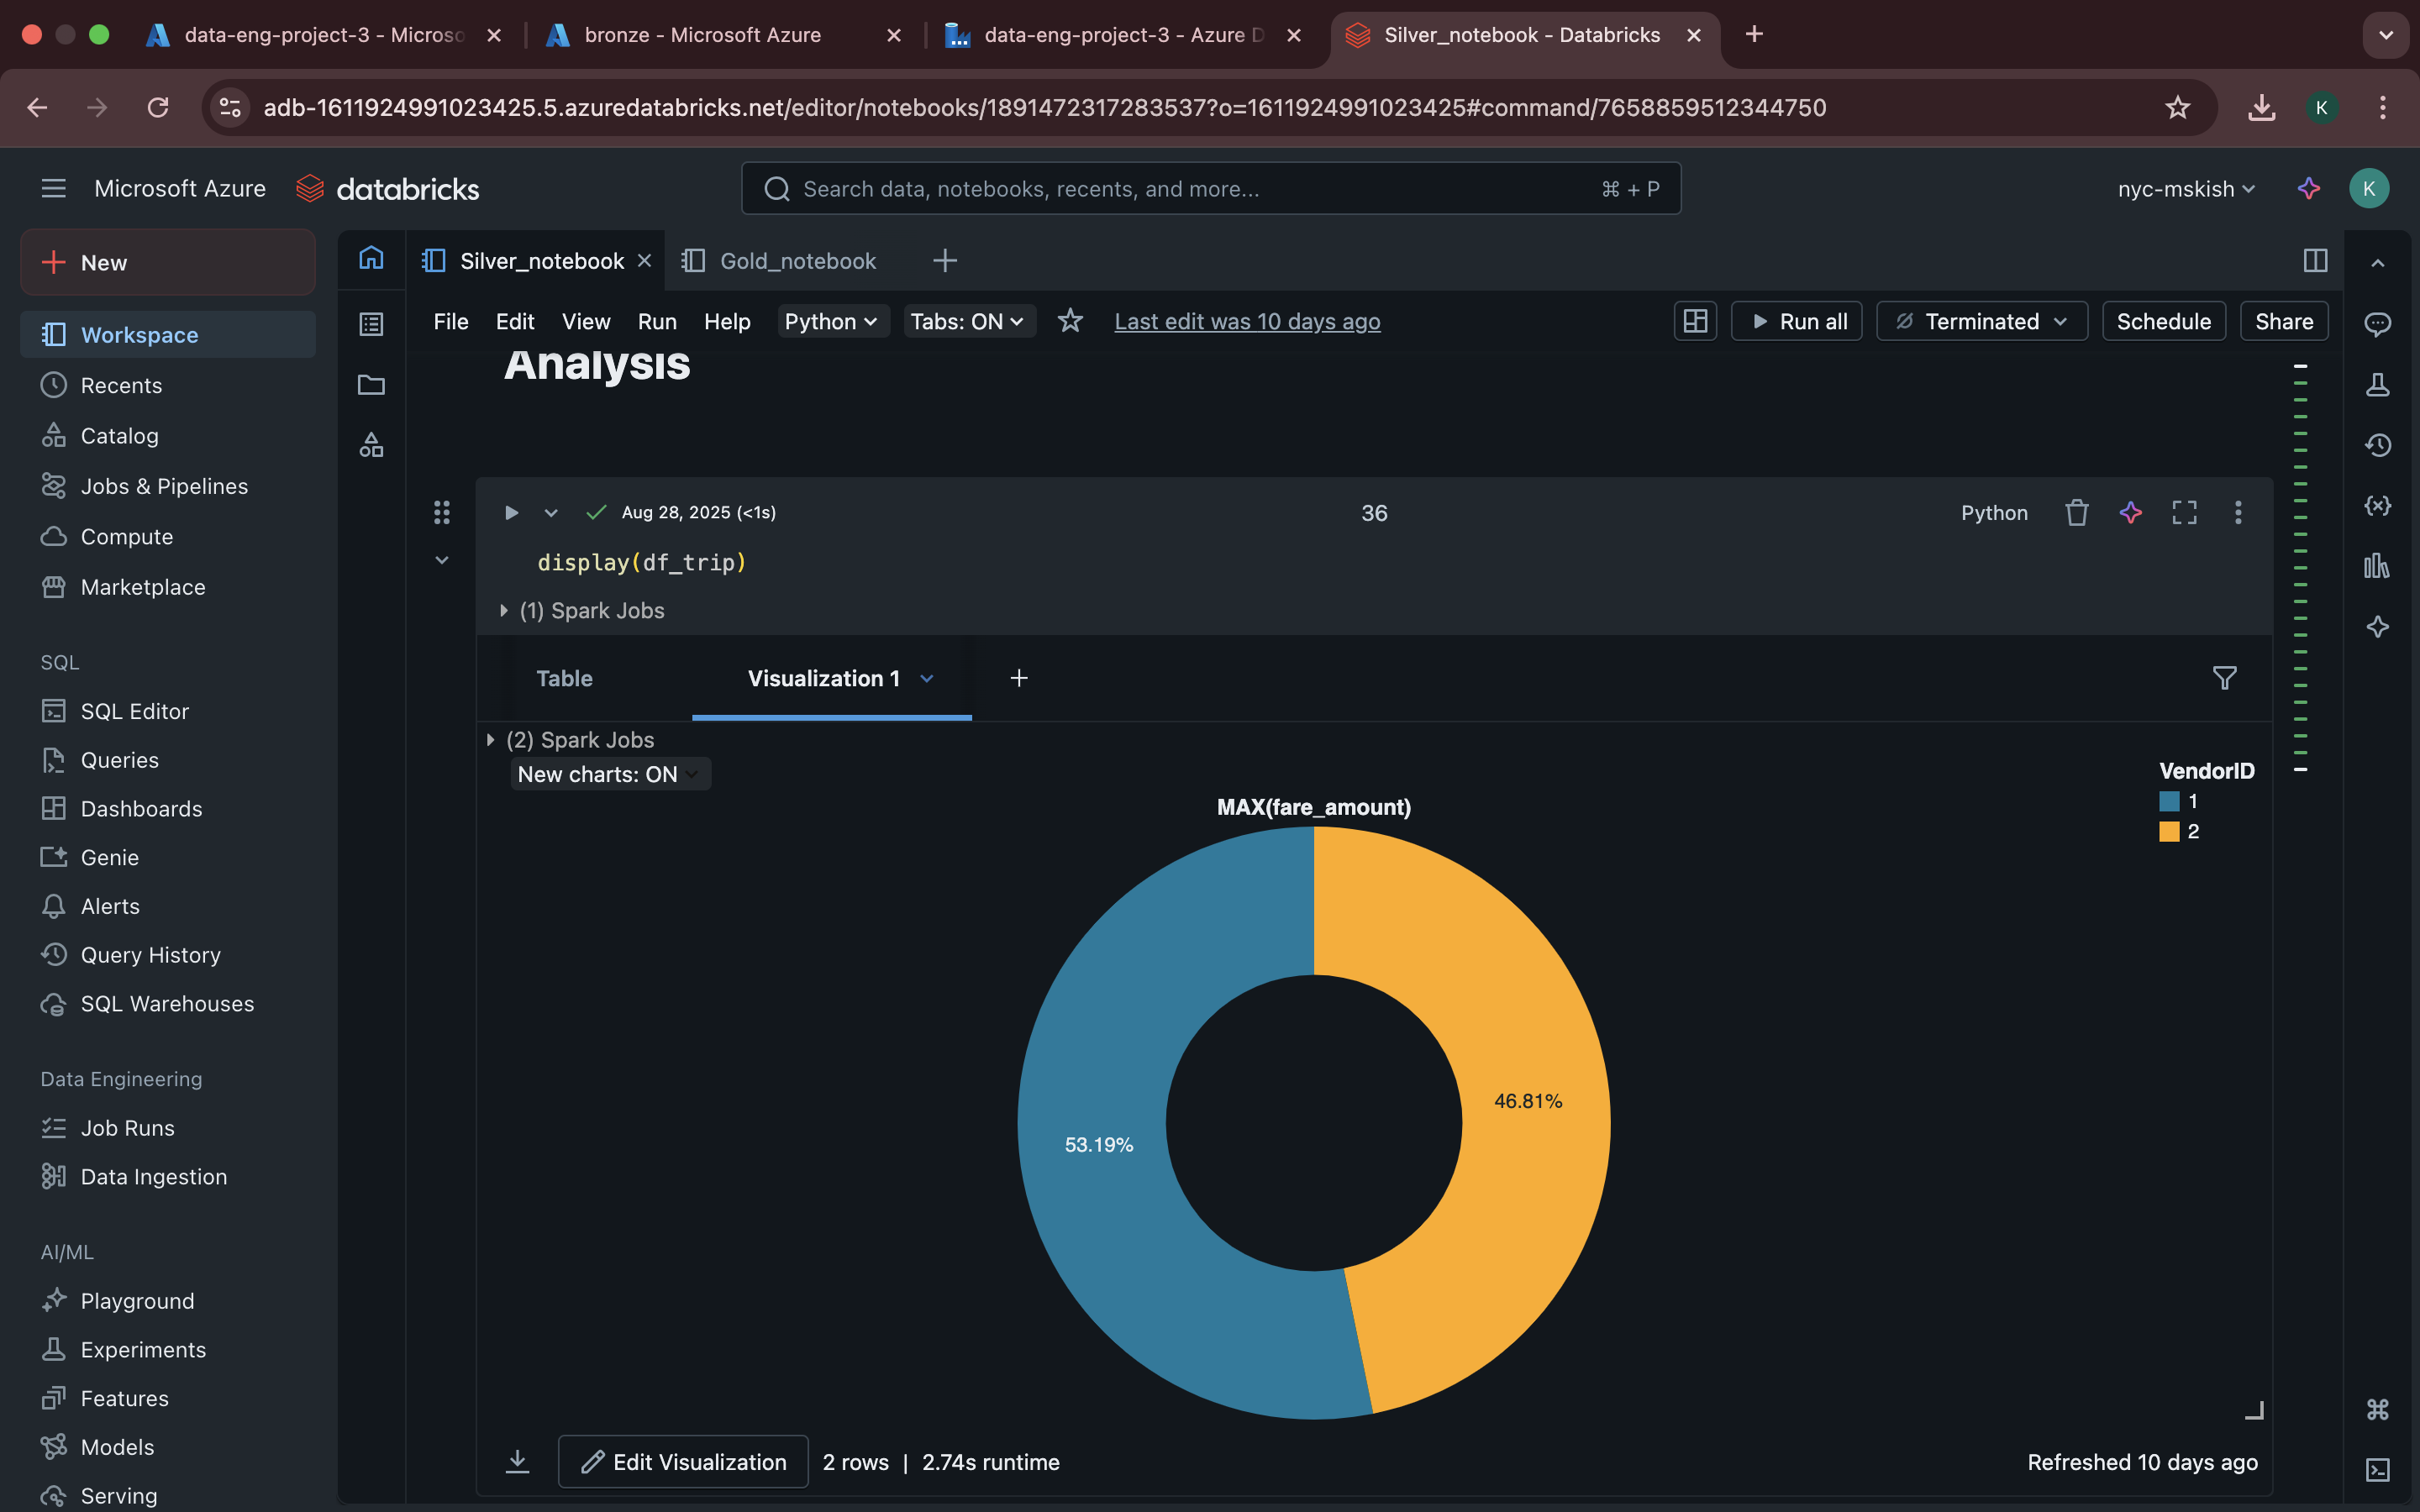 data-eng-project-3 - Microso
bronze - Microsoft Azure
data-eng-project-3 - Azure D
Silver_notebook - Databricks
adb-1611924991023425.5.azuredatabricks.net/editor/notebooks/1891472317283537?o=1611924991023425#command/7658859512344750
K
Microsoft Azure
databricks
Search data, notebooks, recents, and more...
⌘ + P
nyc-mskish
K
New
Workspace
Recents
Catalog
Jobs & Pipelines
Compute
Marketplace
SQL
SQL Editor
Queries
Dashboards
Genie
Alerts
Query History
SQL Warehouses
Data Engineering
Job Runs
Data Ingestion
AI/ML
Playground
Experiments
Features
Models
Serving
Silver_notebook
Gold_notebook
File Edit View Run Help Python Tabs: ON Last edit was 10 days ago
Run all
Terminated
Schedule
Share
Analysis
Aug 28, 2025 (<1s)
36
Python
display(df_trip)
(1) Spark Jobs
Table
Visualization 1
(2) Spark Jobs
New charts: ON
MAX(fare_amount)
VendorID
1
2
53.19%
46.81%
Edit Visualization
2 rows | 2.74s runtime
Refreshed 10 days ago